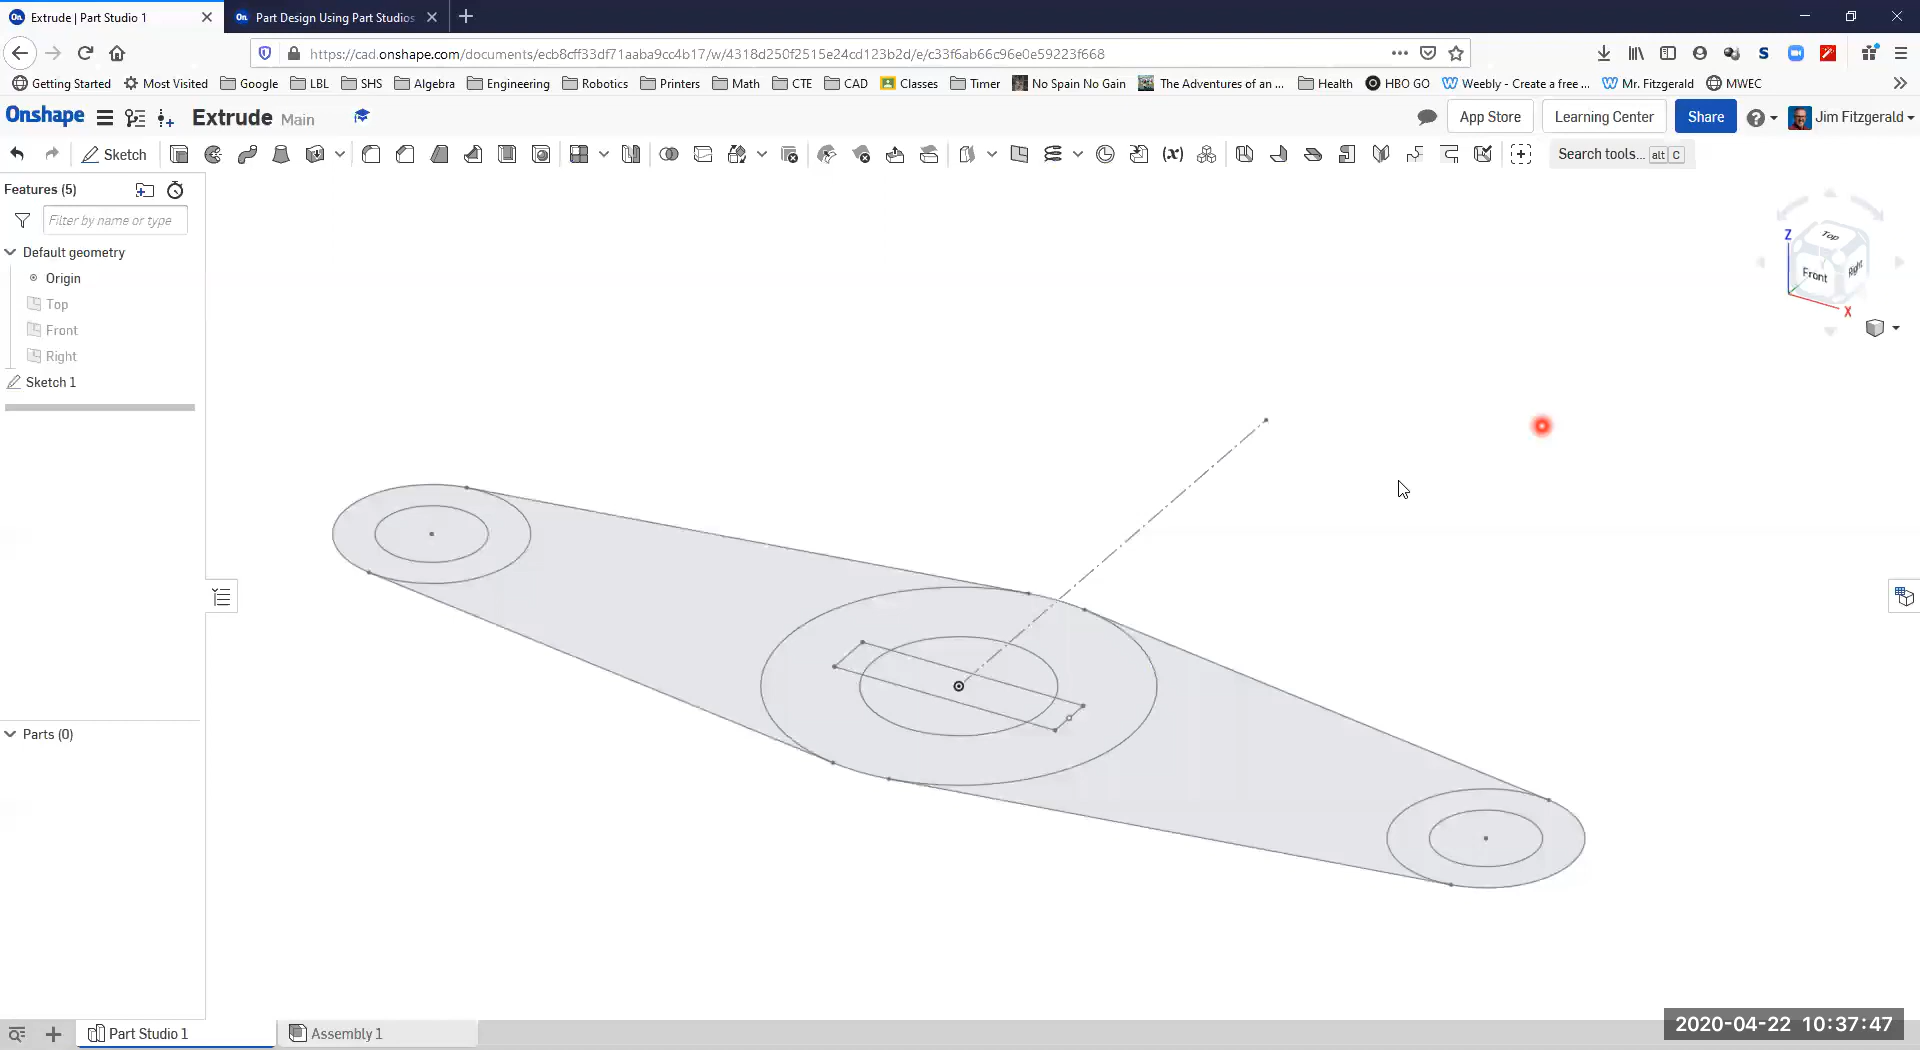 Extrude | Part Studio 1
Part Design Using Part Studios
https://cad.onshape.com/documents/ecb8cff33df71aaba9cc4b17/w/4318d250f2515e24cd123b2d/e/c33f6ab66c96e0e59223f668
Getting Started Most Visited Google LBL SHS Algebra Engineering Robotics Printers Math CTE CAD Classes Timer No Spain No Gain The Adventures of an ... Health HBO GO Weebly - Create a free ... Mr. Fitzgerald MWEC
Onshape Extrude Main App Store Learning Center Share Jim Fitzgerald
Sketch (x) Search tools... alt C
Features (5)
Filter by name or type
Default geometry
Origin
Top
Front
Right
Sketch 1
Parts (0)
Z
Top
Front
Right
X
Part Studio 1
Assembly 1
2020-04-22 10:37:47